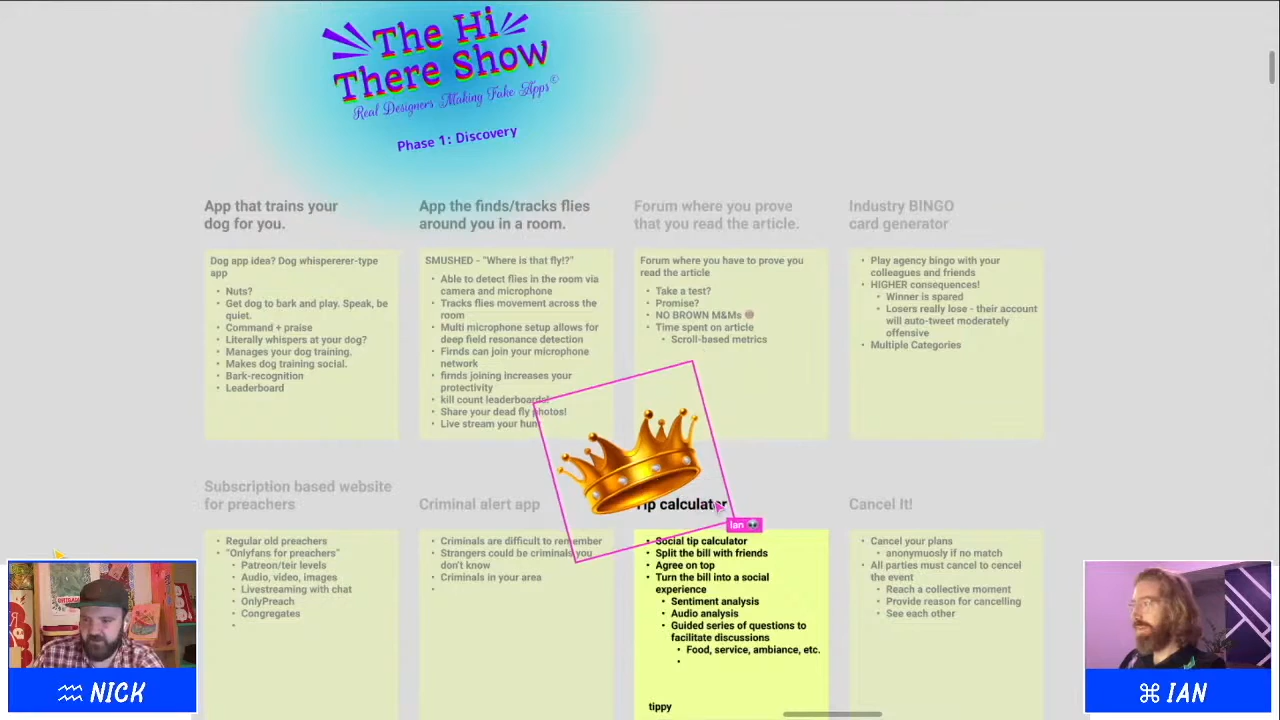 The Hi
There Show
Real Designers Making Fake Apps©
Phase 1: Discovery
App that trains your
dog for you.
Dog app idea? Dog whispererer-type
app
• Nuts?
• Get dog to bark and play. Speak, be
quiet.
• Command + praise
• Literally whispers at your dog?
• Manages your dog training.
• Makes dog training social.
• Bark-recognition
• Leaderboard
App the finds/tracks flies
around you in a room.
SMUSHED - "Where is that fly!?"
• Able to detect flies in the room via
camera and microphone
• Tracks flies movement across the
room
• Multi microphone setup allows for
deep field resonance detection
• Firnds can join your microphone
network
• firnds joining increases your
protectivity
• kill count leaderboards!
• Share your dead fly photos!
• Live stream your hun
Forum where you prove
that you read the article.
Forum where you have to prove you
read the article
• Take a test?
• Promise?
• NO BROWN M&Ms
• Time spent on article
• Scroll-based metrics
Industry BINGO
card generator
• Play agency bingo with your
colleagues and friends
• HIGHER consequences!
• Winner is spared
• Losers really lose - their account
will auto-tweet moderately
offensive
• Multiple Categories
Subscription based website
for preachers
• Regular old preachers
• "Onlyfans for preachers"
• Patreon/teir levels
• Audio, video, images
• Livestreaming with chat
• OnlyPreach
• Congregates
•
Criminal alert app
• Criminals are difficult to remember
• Strangers could be criminals you
don't know
• Criminals in your area
•
Tip calculator
• Social tip calculator
• Split the bill with friends
• Agree on top
• Turn the bill into a social
experience
• Sentiment analysis
• Audio analysis
• Guided series of questions to
facilitate discussions
• Food, service, ambiance, etc.
•
tippy
Cancel It!
• Cancel your plans
• anonymously if no match
• All parties must cancel to cancel
the event
• Reach a collective moment
• Provide reason for cancelling
• See each other
Ian
NICK
⌘ IAN